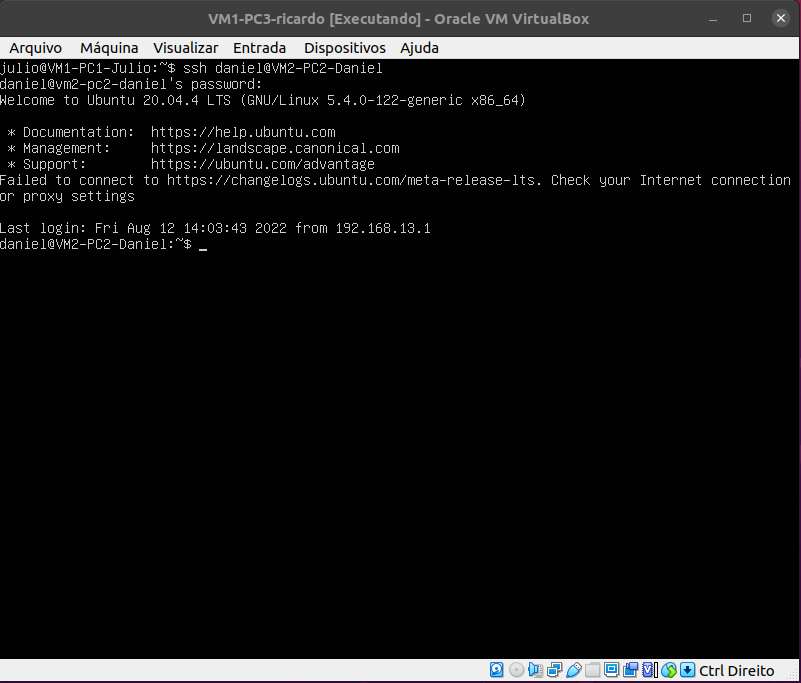 VM1-PC3-ricardo [Executando] - Oracle VM VirtualBox
Arquivo Máquina Visualizar Entrada Dispositivos Ajuda
julio@VM1-PC1-Julio:~$ ssh daniel@VM2-PC2-Daniel
daniel@vm2-pc2-daniel's password:
Welcome to Ubuntu 20.04.4 LTS (GNU/Linux 5.4.0-122-generic x86_64)
* Documentation: https://help.ubuntu.com
* Management: https://landscape.canonical.com
* Support: https://ubuntu.com/advantage
Failed to connect to https://changelogs.ubuntu.com/meta-release-lts. Check your Internet connection
or proxy settings
Last login: Fri Aug 12 14:03:43 2022 from 192.168.13.1
daniel@VM2-PC2-Daniel:~$ _
Ctrl Direito